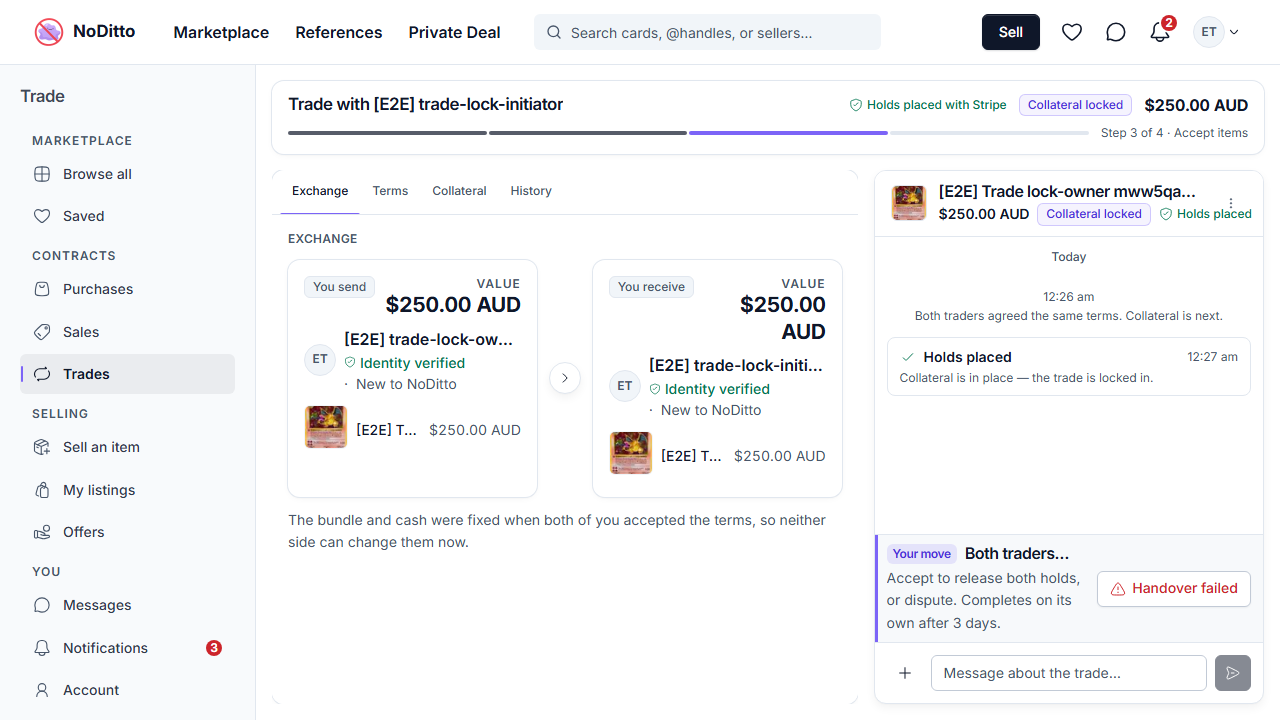 NoDitto
Marketplace
References
Private Deal
Search cards, @handles, or sellers...
Sell
2
ET
Trade
MARKETPLACE
Browse all
Saved
CONTRACTS
Purchases
Sales
Trades
SELLING
Sell an item
My listings
Offers
YOU
Messages
Notifications
3
Account
Trade with [E2E] trade-lock-initiator
Holds placed with Stripe
Collateral locked
$250.00 AUD
Step 3 of 4 · Accept items
Exchange
Terms
Collateral
History
EXCHANGE
You send
VALUE
$250.00 AUD
[E2E] trade-lock-ow...
ET
Identity verified
· New to NoDitto
[E2E] T...
$250.00 AUD
You receive
VALUE
$250.00
AUD
[E2E] trade-lock-initi...
ET
Identity verified
· New to NoDitto
[E2E] T...
$250.00 AUD
The bundle and cash were fixed when both of you accepted the terms, so neither
side can change them now.
[E2E] Trade lock-owner mww5qa...
$250.00 AUD
Collateral locked
Holds placed
Today
12:26 am
Both traders agreed the same terms. Collateral is next.
Holds placed
12:27 am
Collateral is in place — the trade is locked in.
Your move
Both traders...
Accept to release both holds,
or dispute. Completes on its
own after 3 days.
Handover failed
Message about the trade...